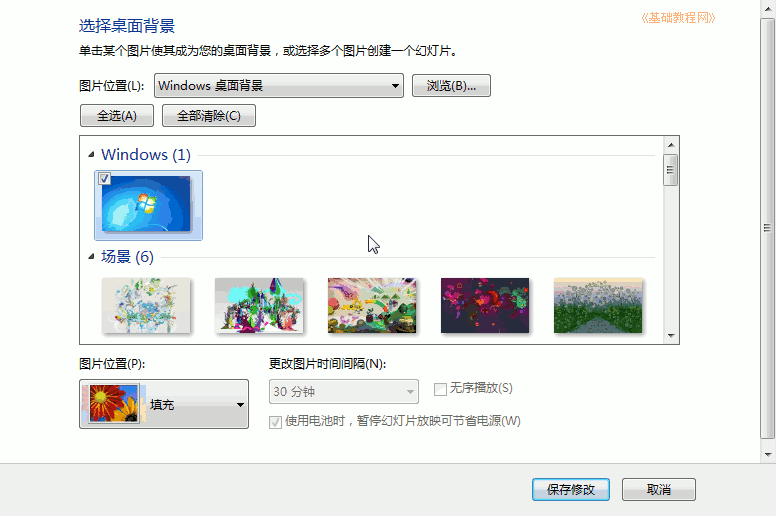 选择桌面背景
《基础教程网》
单击某个图片使其成为您的桌面背景，或选择多个图片创建一个幻灯片。
图片位置(L): Windows 桌面背景 浏览(B)...
全选(A) 全部清除(C)
Windows (1)
场景 (6)
图片位置(P): 更改图片时间间隔(N):
填充 30 分钟 无序播放(S)
使用电池时，暂停幻灯片放映可节省电源(W)
保存修改 取消